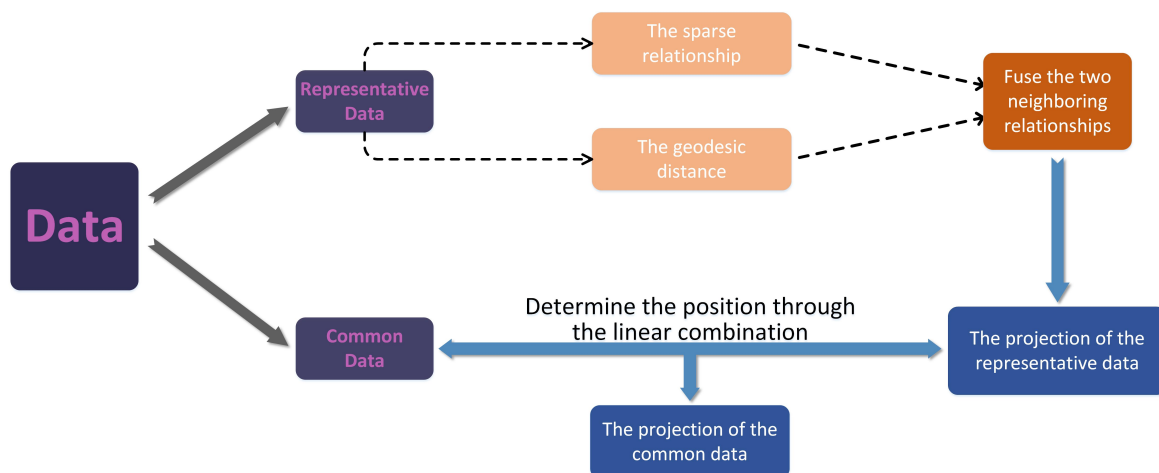 The sparse
relationship
Representative
Data
Fuse the two
neighboring
relationships
The geodesic
distance
Data
Determine the position through
the linear combination
Common
Data
The projection of the
representative data
The projection of the
common data